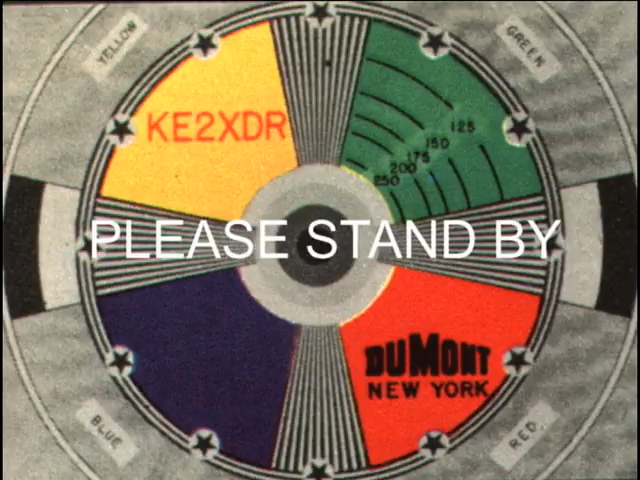 YELLOW
GREEN
KE2XDR
125
150
175
200
250
PLEASE STAND BY
DUMONT
NEW YORK
BLUE
RED